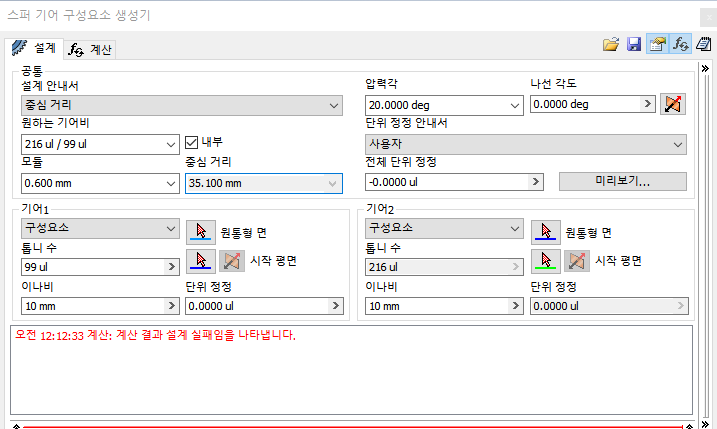 스퍼 기어 구성요소 생성기
설계 계산
공통
설계 안내서 압력각 나선 각도
중심 거리 20.0000 deg 0.0000 deg
원하는 기어비 단위 정정 안내서
216 ul / 99 ul 내부 사용자
모듈 중심 거리 전체 단위 정정
0.600 mm 35.100 mm -0.0000 ul 미리보기...
기어1 기어2
구성요소 원통형 면 구성요소 원통형 면
톱니 수 시작 평면 톱니 수 시작 평면
99 ul 216 ul
이나비 단위 정정 이나비 단위 정정
10 mm 0.0000 ul 10 mm 0.0000 ul
오전 12:12:33 계산: 계산 결과 설계 실패임을 나타냅니다.